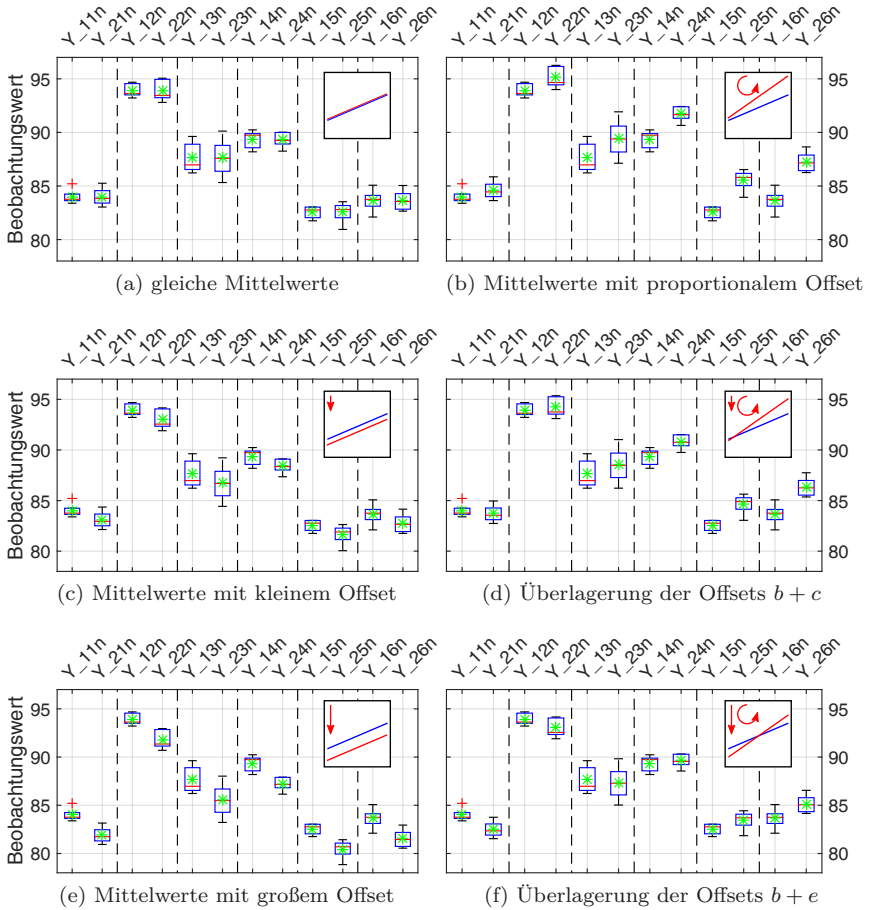 Y_11n Y_21n Y_12n Y_22n Y_13n Y_23n Y_14n Y_24n Y_15n Y_25n Y_16n Y_26n
Y_11n Y_21n Y_12n Y_22n Y_13n Y_23n Y_14n Y_24n Y_15n Y_25n Y_16n Y_26n
Beobachtungswert
95
90
85
80
95
90
85
80
(a) gleiche Mittelwerte
(b) Mittelwerte mit proportionalem Offset
Y_11n Y_21n Y_12n Y_22n Y_13n Y_23n Y_14n Y_24n Y_15n Y_25n Y_16n Y_26n
Y_11n Y_21n Y_12n Y_22n Y_13n Y_23n Y_14n Y_24n Y_15n Y_25n Y_16n Y_26n
Beobachtungswert
95
90
85
80
95
90
85
80
(c) Mittelwerte mit kleinem Offset
(d) Überlagerung der Offsets b + c
Y_11n Y_21n Y_12n Y_22n Y_13n Y_23n Y_14n Y_24n Y_15n Y_25n Y_16n Y_26n
Y_11n Y_21n Y_12n Y_22n Y_13n Y_23n Y_14n Y_24n Y_15n Y_25n Y_16n Y_26n
Beobachtungswert
95
90
85
80
95
90
85
80
(e) Mittelwerte mit großem Offset
(f) Überlagerung der Offsets b + e